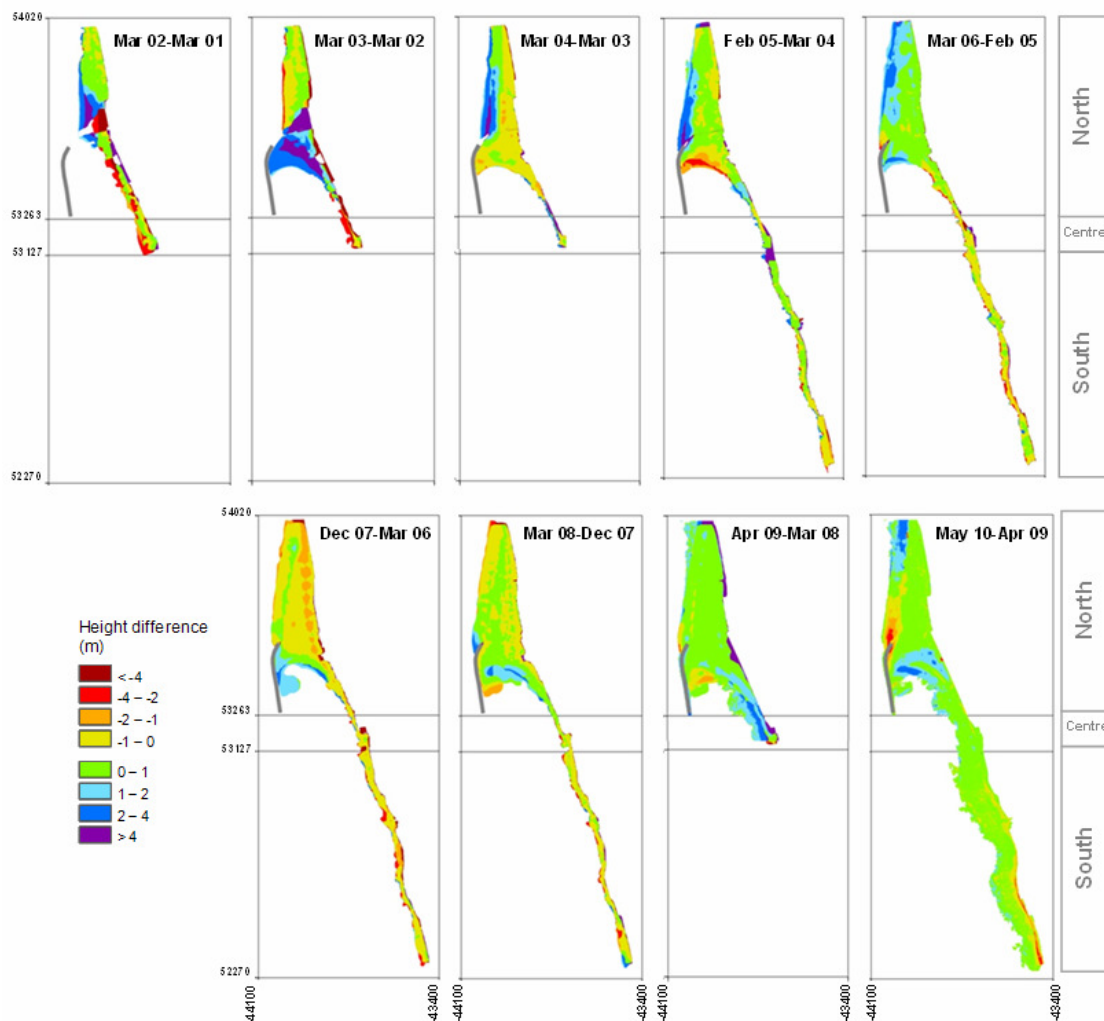 54020
Mar 02-Mar 01
Mar 03-Mar 02
Mar 04-Mar 03
Feb 05-Mar 04
Mar 06-Feb 05
North
53263
Centre
53127
South
52270
54020
Dec 07-Mar 06
Mar 08-Dec 07
Apr 09-Mar 08
May 10-Apr 09
North
Height difference
(m)
< -4
-4 – -2
-2 – -1
-1 – 0
0 – 1
1 – 2
2 – 4
> 4
53263
Centre
53127
South
52270
-44100
-43400
-44100
-43400
-44100
-43400
-44100
-43400